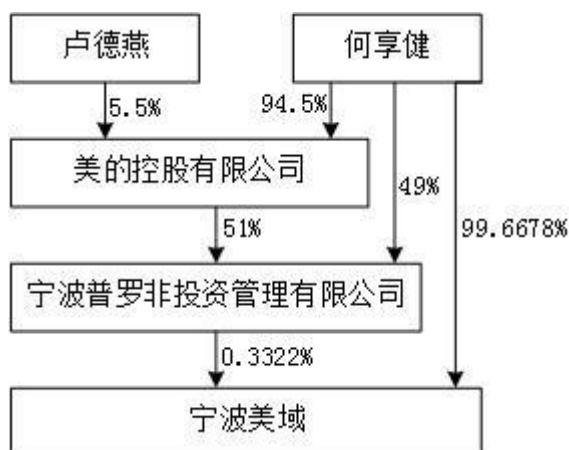 卢德燕
何享健
5.5%
94.5%
美的控股有限公司
49%
51%
99.6678%
宁波普罗非投资管理有限公司
0.3322%
宁波美域